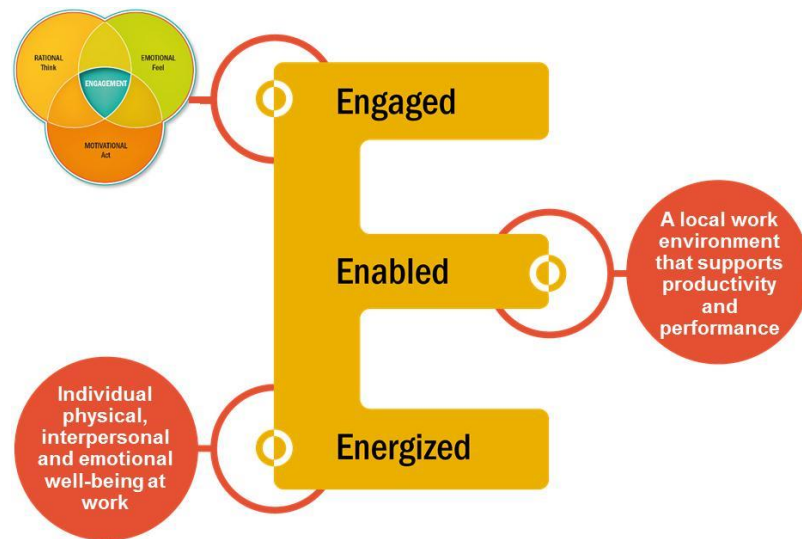 RATIONAL
Think
EMOTIONAL
Feel
ENGAGEMENT
MOTIVATIONAL
Act
Engaged
Enabled
A local work
environment
that supports
productivity
and
performance
Individual
physical,
interpersonal
and emotional
well-being at
work
Energized